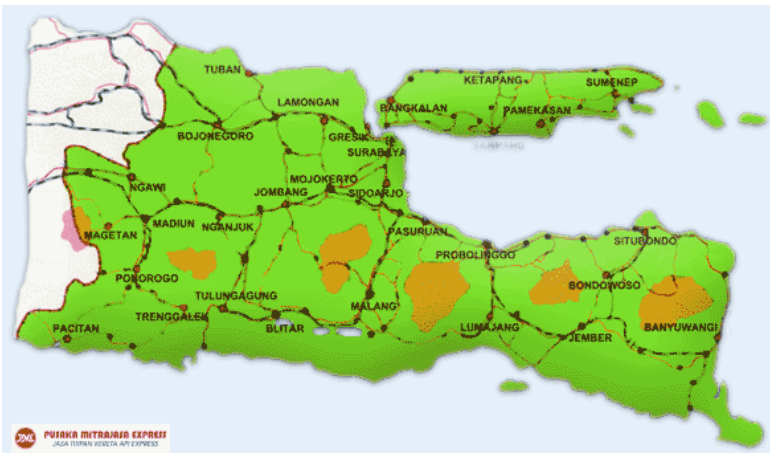 TUBAN
KETAPANG
SUMENEP
LAMONGAN
BANGKALAN
PAMEKASAN
BOJONEGORO
GRESIK
SURABAYA
MOJOKERTO
NGAWI
JOMBANG
SIDOARJO
MADIUN
NGANJUK
PASURUAN
MAGETAN
SITUBONDO
PROBOLINGGO
PONOROGO
BONDOWOSO
TULUNGAGUNG
MALANG
TRENGGALEK
PACITAN
BLITAR
LUMAJANG
BANYUWANGI
JEMBER
PUSAKA MITRAJASA EXPRESS
JASA TITIPAN KERETA API EXPRESS